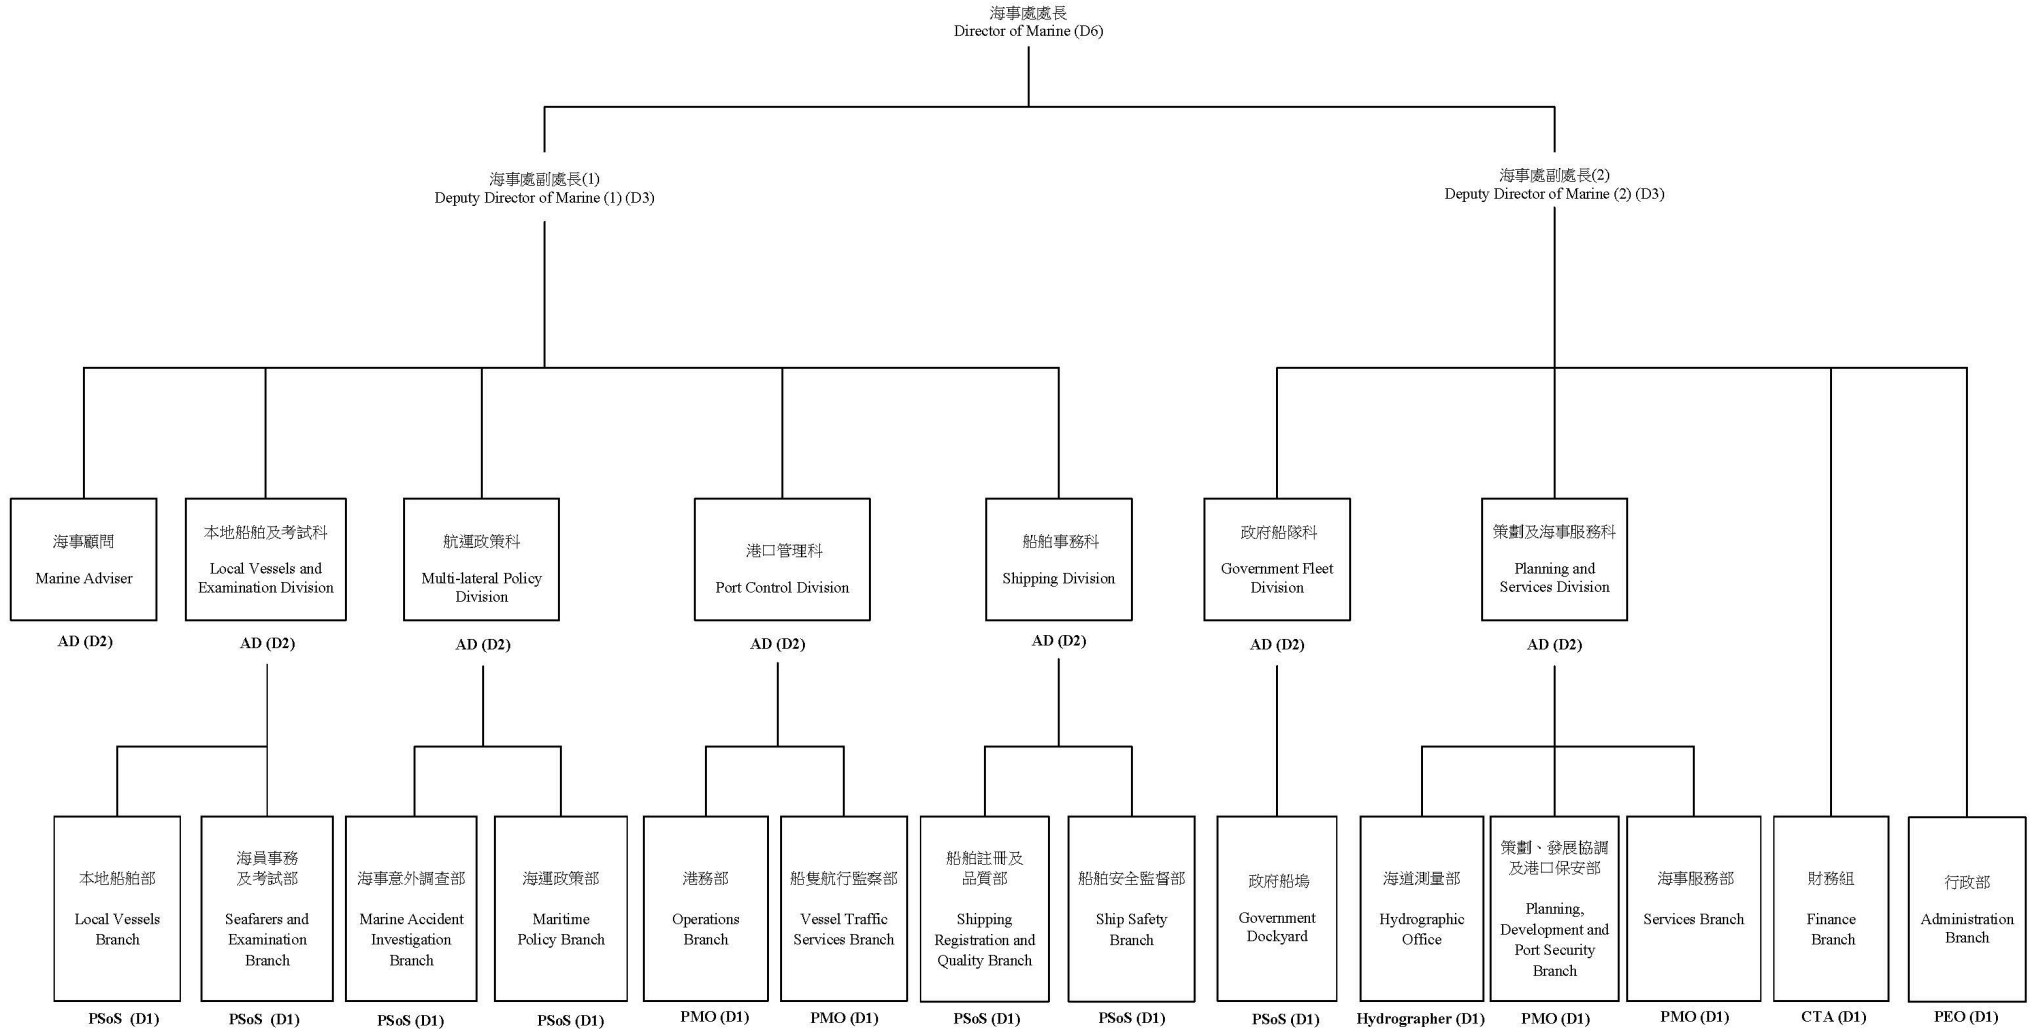 海事處處長
Director of Marine (D6)
海事處副處長(1)
Deputy Director of Marine (1) (D3)
海事處副處長(2)
Deputy Director of Marine (2) (D3)
海事顧問
Marine Adviser
AD (D2)
本地船舶及考試科
Local Vessels and
Examination Division
AD (D2)
航運政策科
Multi-lateral Policy
Division
AD (D2)
港口管理科
Port Control Division
AD (D2)
船舶事務科
Shipping Division
AD (D2)
政府船隊科
Government Fleet
Division
AD (D2)
策劃及海事服務科
Planning and
Services Division
AD (D2)
本地船舶部
Local Vessels
Branch
PSoS (D1)
海員事務
及考試部
Seafarers and
Examination
Branch
PSoS (D1)
海事意外調查部
Marine Accident
Investigation
Branch
PSoS (D1)
海運政策部
Maritime
Policy Branch
PSoS (D1)
港務部
Operations
Branch
PMO (D1)
船隻航行監察部
Vessel Traffic
Services Branch
PMO (D1)
船舶註冊及
品質部
Shipping
Registration and
Quality Branch
PSoS (D1)
船舶安全監督部
Ship Safety
Branch
PSoS (D1)
政府船塢
Government
Dockyard
PSoS (D1)
海道測量部
Hydrographic
Office
Hydrographer (D1)
策劃、發展協調
及港口保安部
Planning,
Development and
Port Security
Branch
PMO (D1)
海事服務部
Services Branch
PMO (D1)
財務組
Finance
Branch
CTA (D1)
行政部
Administration
Branch
PEO (D1)